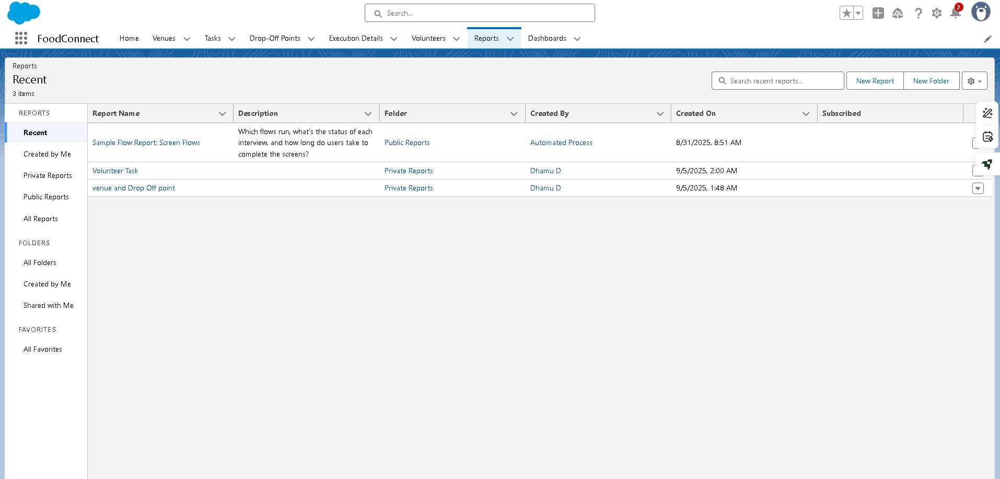 Search...
2
FoodConnect
Home
Venues
Tasks
Drop-Off Points
Execution Details
Volunteers
Reports
Dashboards
Reports
Recent
3 items
Search recent reports...
New Report
New Folder
REPORTS
Recent
Created by Me
Private Reports
Public Reports
All Reports
FOLDERS
All Folders
Created by Me
Shared with Me
FAVORITES
All Favorites
Report Name
Description
Folder
Created By
Created On
Subscribed
Sample Flow Report: Screen Flows
Which flows run, what's the status of each
interview, and how long do users take to
complete the screens?
Public Reports
Automated Process
8/31/2025, 8:51 AM
Volunteer Task
Private Reports
Dhamu D
9/5/2025, 2:00 AM
venue and Drop Off point
Private Reports
Dhamu D
9/5/2025, 1:48 AM